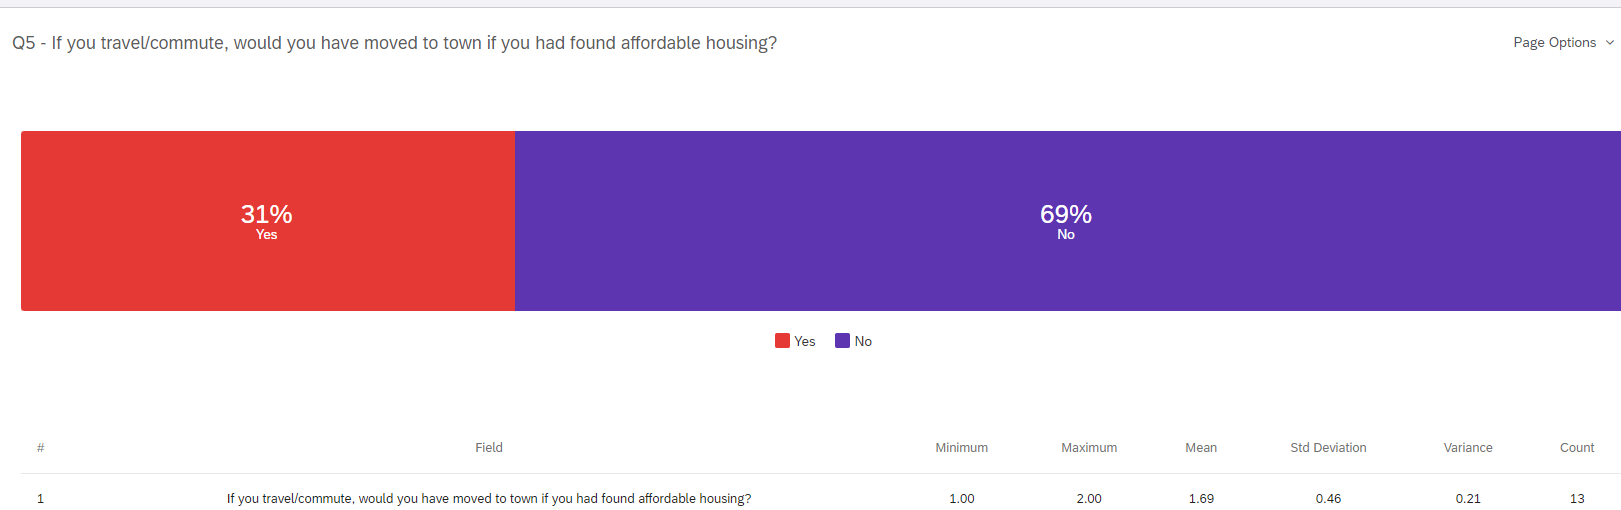 Q5 - If you travel/commute, would you have moved to town if you had found affordable housing?
Page Options
31%
Yes
69%
No
Yes No
# Field Minimum Maximum Mean Std Deviation Variance Count
1 If you travel/commute, would you have moved to town if you had found affordable housing? 1.00 2.00 1.69 0.46 0.21 13